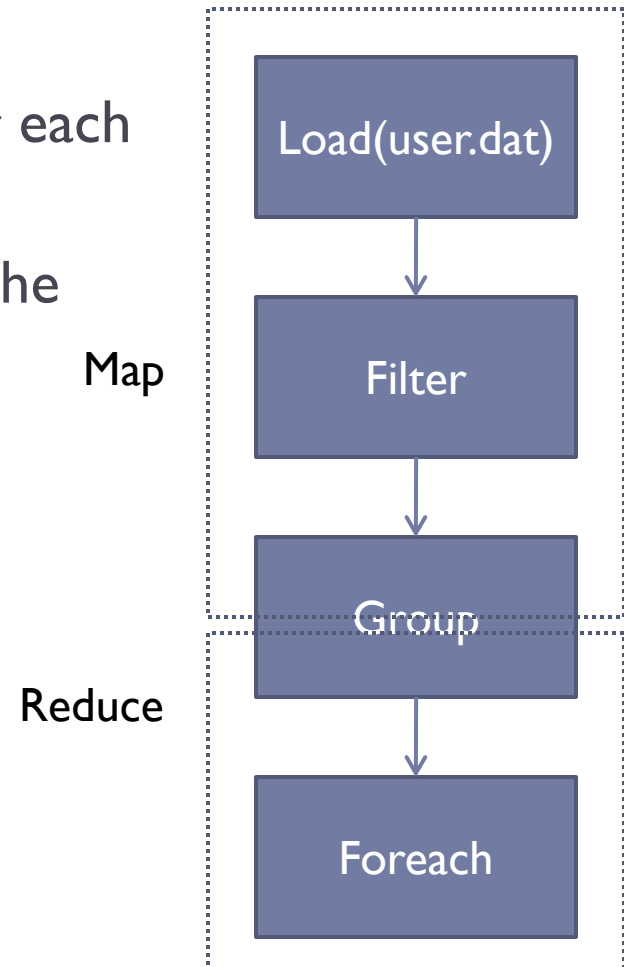 each
he
Map
Reduce
Load(user.dat)
Filter
Group
Foreach